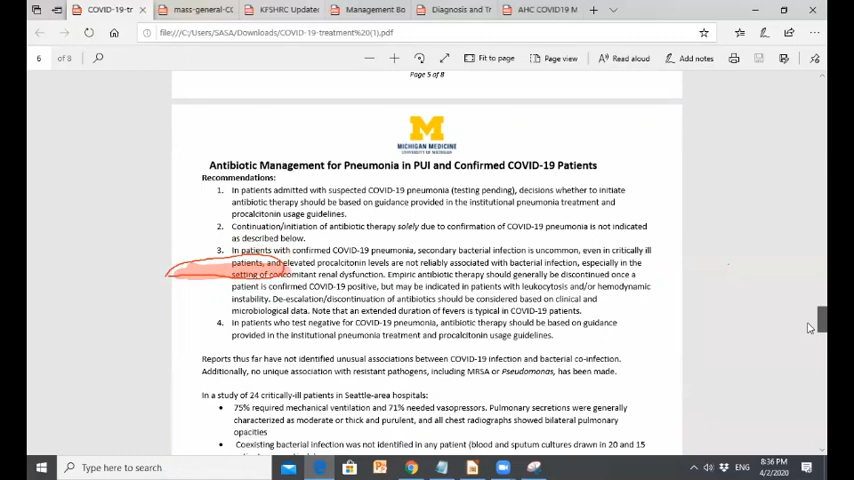 COVID-19-tr
mass-general-CO
KFSHRC Updated
Management Bo
Diagnosis and Tr
AHC COVID19 M
file:///C:/Users/SASA/Downloads/COVID-19-treatment%20(1).pdf
6 of 8
Fit to page
Page view
Read aloud
Add notes
Page 5 of 8
M
MICHIGAN MEDICINE
UNIVERSITY OF MICHIGAN
Antibiotic Management for Pneumonia in PUI and Confirmed COVID-19 Patients
Recommendations:
1. In patients admitted with suspected COVID-19 pneumonia (testing pending), decisions whether to initiate
antibiotic therapy should be based on guidance provided in the institutional pneumonia treatment and
procalcitonin usage guidelines.
2. Continuation/initiation of antibiotic therapy solely due to confirmation of COVID-19 pneumonia is not indicated
as described below.
3. In patients with confirmed COVID-19 pneumonia, secondary bacterial infection is uncommon, even in critically ill
patients, and elevated procalcitonin levels are not reliably associated with bacterial infection, especially in the
setting of concomitant renal dysfunction. Empiric antibiotic therapy should generally be discontinued once a
patient is confirmed COVID-19 positive, but may be indicated in patients with leukocytosis and/or hemodynamic
instability. De-escalation/discontinuation of antibiotics should be considered based on clinical and
microbiological data. Note that an extended duration of fevers is typical in COVID-19 patients.
4. In patients who test negative for COVID-19 pneumonia, antibiotic therapy should be based on guidance
provided in the institutional pneumonia treatment and procalcitonin usage guidelines.
Reports thus far have not identified unusual associations between COVID-19 infection and bacterial co-infection.
Additionally, no unique association with resistant pathogens, including MRSA or Pseudomonas, has been made.
In a study of 24 critically-ill patients in Seattle-area hospitals:
• 75% required mechanical ventilation and 71% needed vasopressors. Pulmonary secretions were generally
characterized as moderate or thick and purulent, and all chest radiographs showed bilateral pulmonary
opacities
• Coexisting bacterial infection was not identified in any patient (blood and sputum cultures drawn in 20 and 15
Type here to search
ENG
8:36 PM
4/2/2020